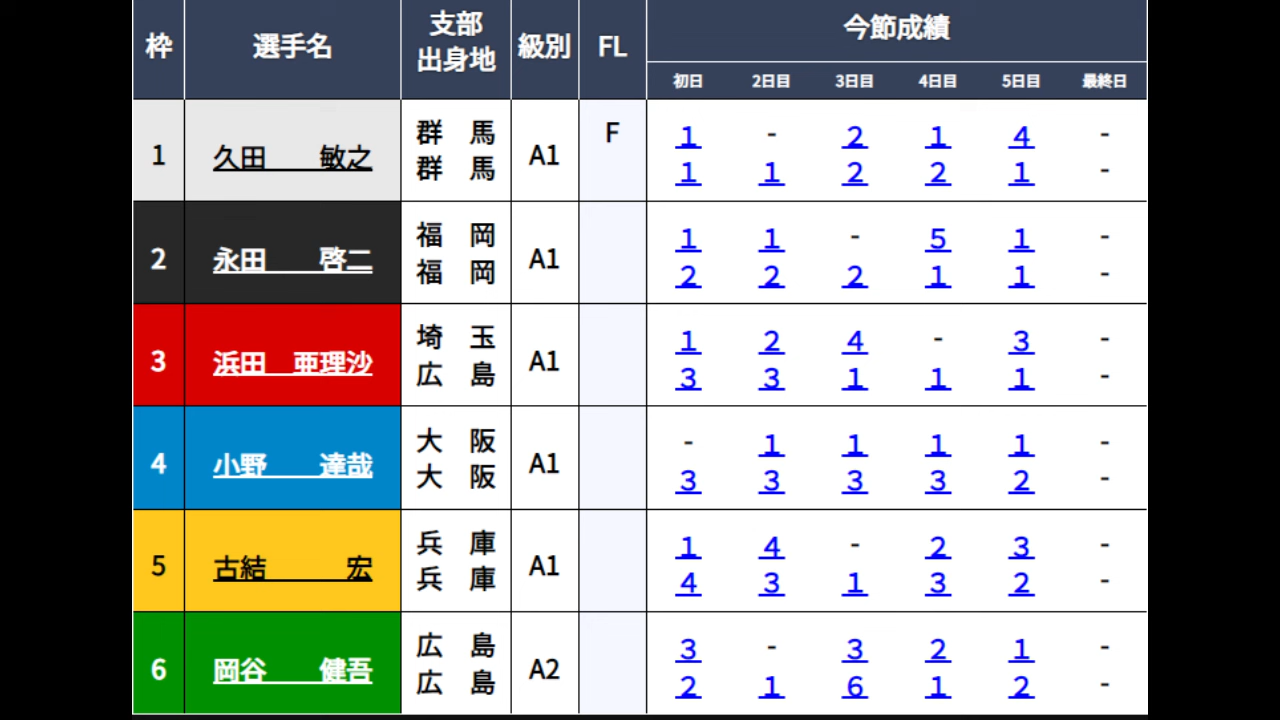 枠 選手名 支部 出身地 級別 FL 今節成績
初日 2日目 3日目 4日目 5日目 最終日
1 久田 敏之 群 馬 A1 F 1 - 2 1 4 -
群 馬 1 1 2 2 1 -
2 永田 啓二 福 岡 A1 1 1 - 5 1 -
福 岡 2 2 2 1 1 -
3 浜田 亜理沙 埼 玉 A1 1 2 4 - 3 -
広 島 3 3 1 1 1 -
4 小野 達哉 大 阪 A1 - 1 1 1 1 -
大 阪 3 3 3 3 2 -
5 古結 宏 兵 庫 A1 1 4 - 2 3 -
兵 庫 4 3 1 3 2 -
6 岡谷 健吾 広 島 A2 3 - 3 2 1 -
広 島 2 1 6 1 2 -